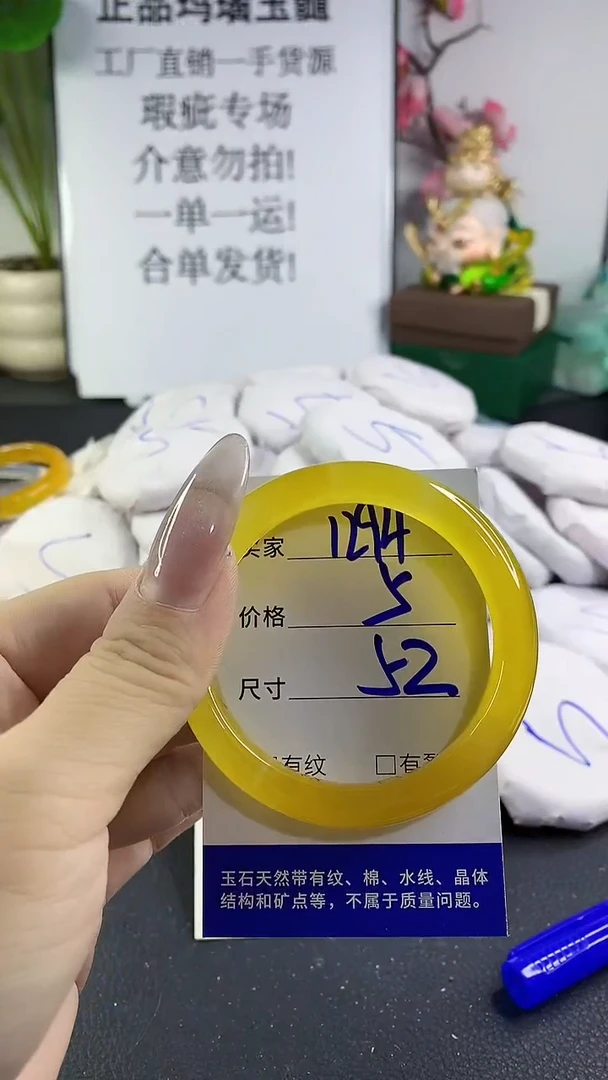 正品玛瑙玉髓
工厂直销一手货源
瑕疵专场
介意勿拍!
一单一运!
合单发货!
买家 1294
价格 5
尺寸 52
有纹 □有
玉石天然带有纹、棉、水线、晶体
结构和矿点等，不属于质量问题。